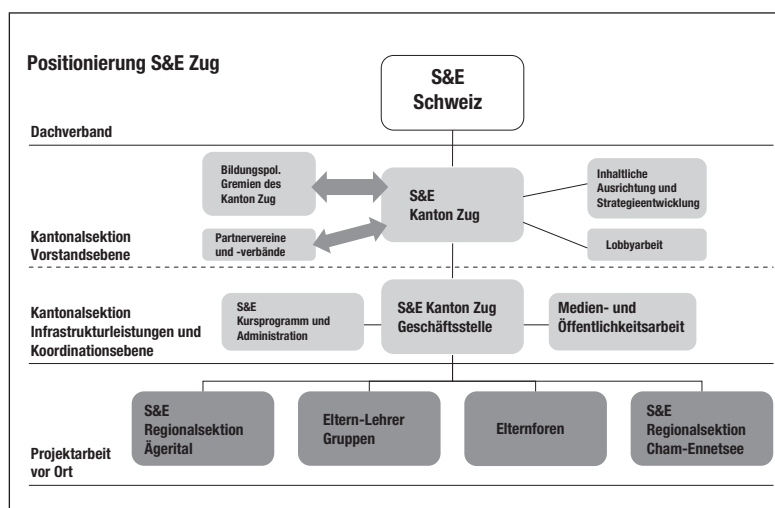 Positionierung S&E Zug
S&E
Schweiz
Dachverband
Bildungspol.
Gremien des
Kanton Zug
S&E
Kanton Zug
Inhaltliche
Ausrichtung und
Strategieentwicklung
Partnervereine
und -verbände
Lobbyarbeit
Kantonalsektion
Vorstandsebene
Kantonalsektion
Infrastrukturleistungen und
Koordinationsebene
S&E
Kursprogramm und
Administration
S&E Kanton Zug
Geschäftsstelle
Medien- und
Öffentlichkeitsarbeit
S&E
Regionalsektion
Ägerital
Eltern-Lehrer
Gruppen
Elternforen
S&E
Regionalsektion
Cham-Ennetsee
Projektarbeit
vor Ort